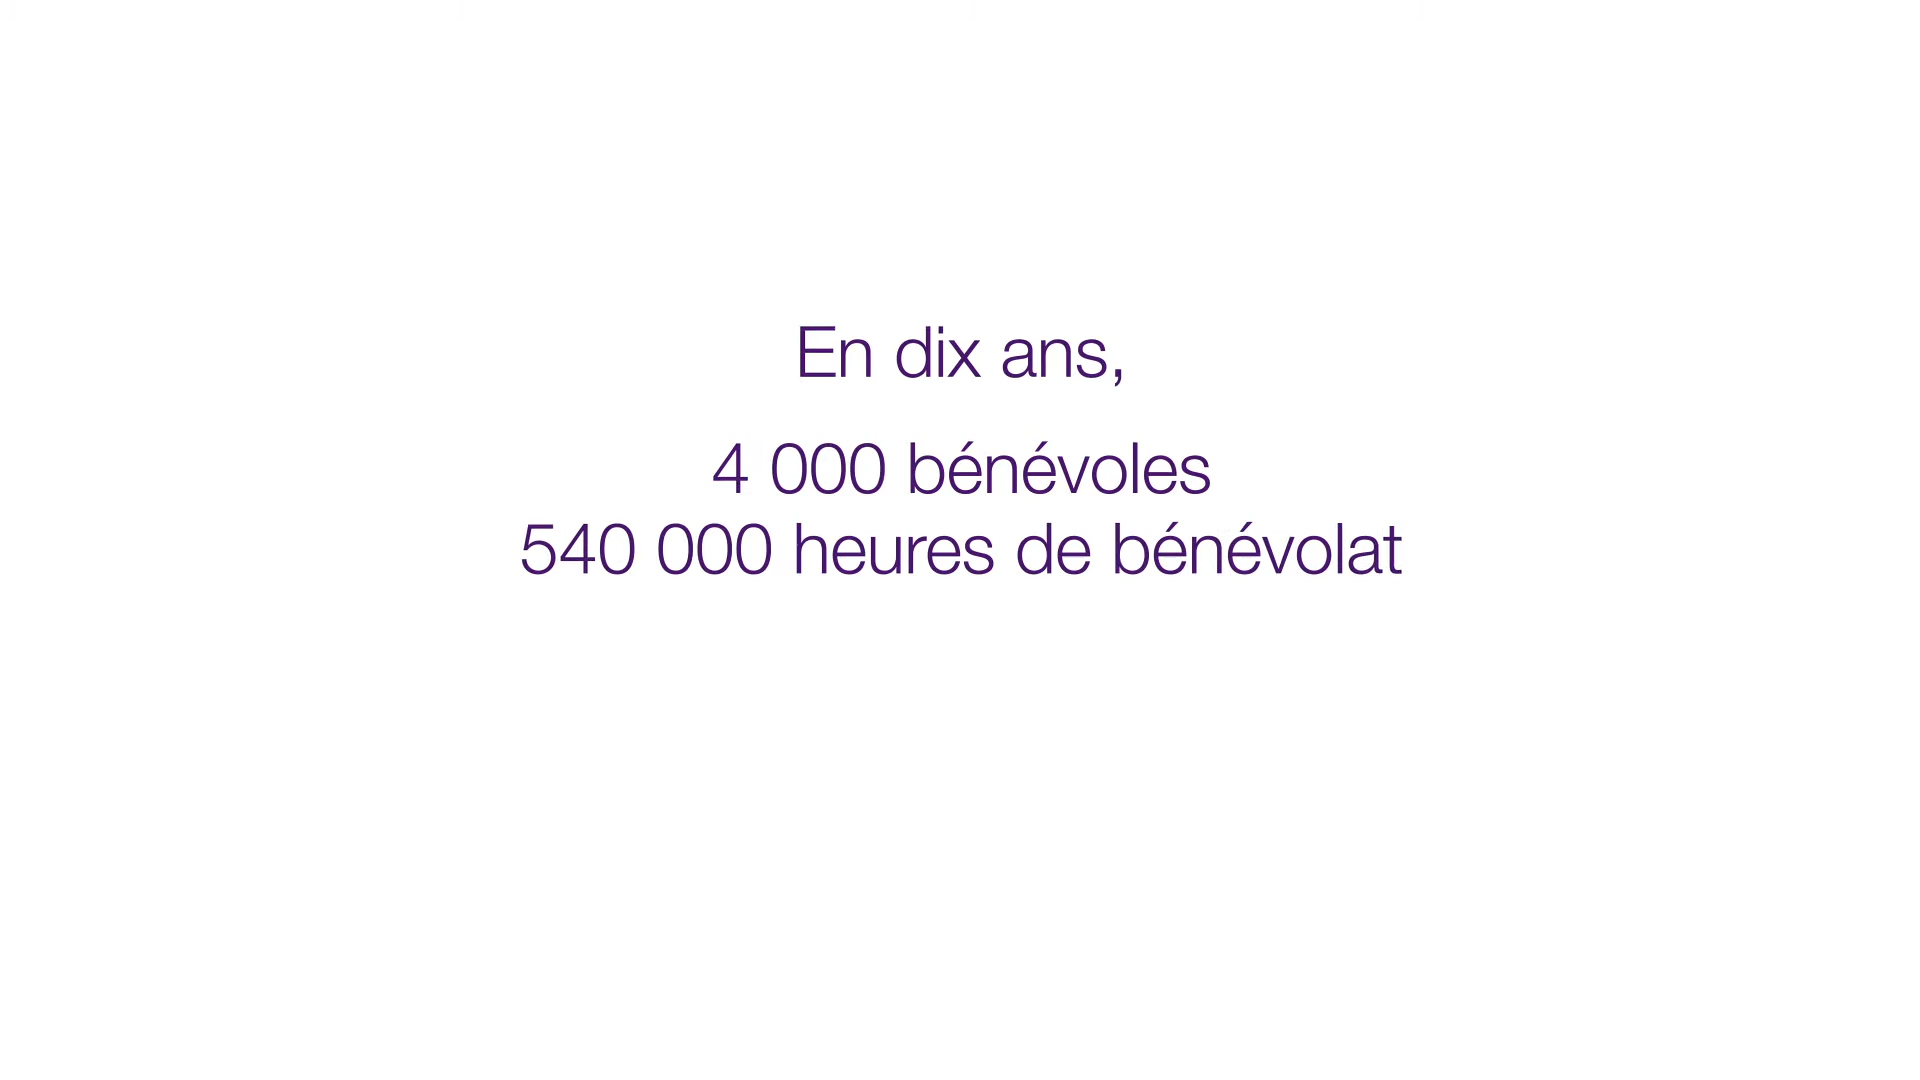 En dix ans,
4 000 bénévoles
540 000 heures de bénévolat